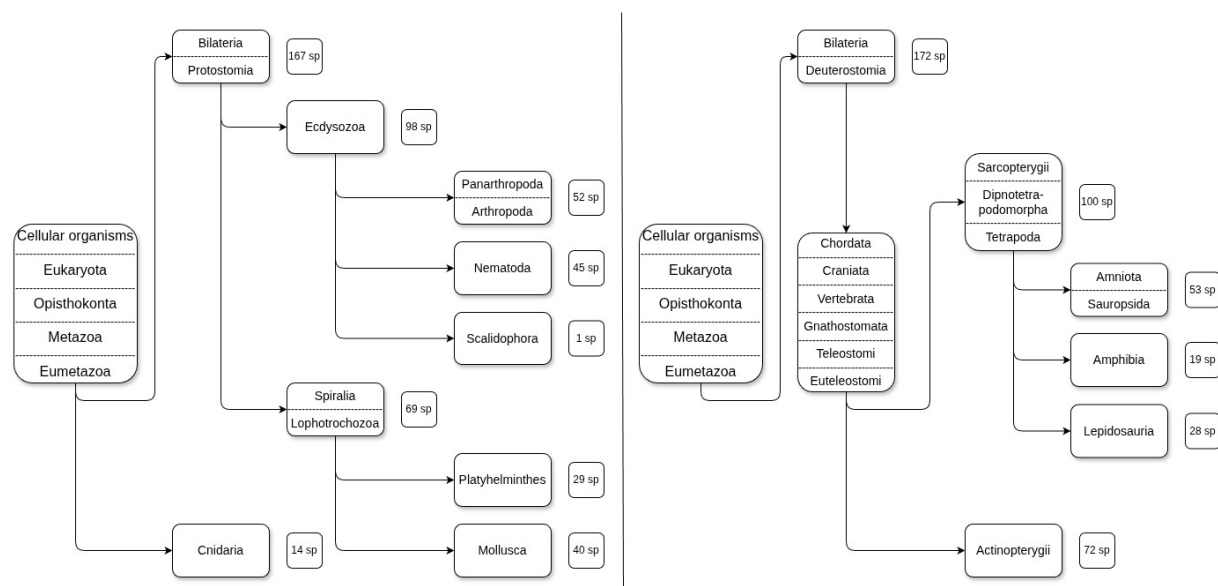 Bilateria
Protostomia
167 sp
Ecdysozoa
98 sp
Panarthropoda
Arthropoda
52 sp
Cellular organisms
Eukaryota
Opisthokonta
Metazoa
Eumetazoa
Nematoda
45 sp
Scalidophora
1 sp
Spiralia
Lophotrochozoa
69 sp
Platyhelminthes
29 sp
Cnidaria
14 sp
Mollusca
40 sp
Bilateria
Deuterostomia
172 sp
Sarcopterygii
Dipnotetra-
podomorpha
Tetrapoda
100 sp
Cellular organisms
Eukaryota
Opisthokonta
Metazoa
Eumetazoa
Chordata
Craniata
Vertebrata
Gnathostomata
Teleostomi
Euteleostomi
Amniota
Sauropsida
53 sp
Amphibia
19 sp
Lepidosauria
28 sp
Actinopterygii
72 sp